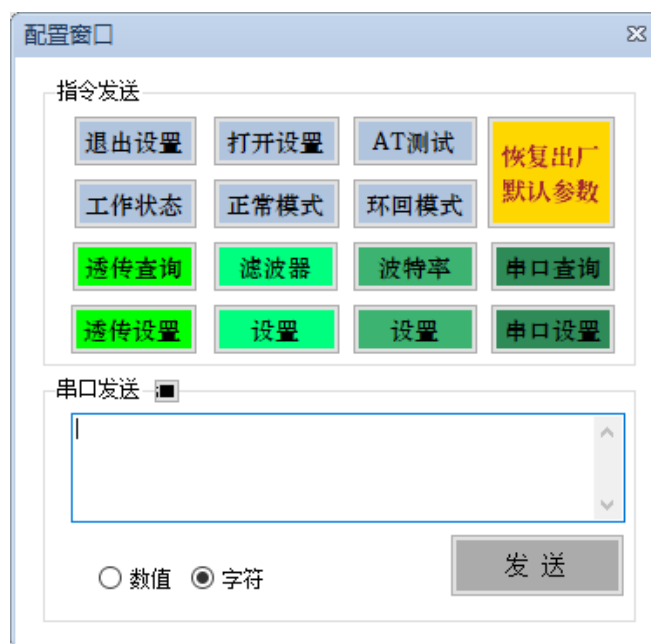 配置窗口
指令发送
退出设置 打开设置 AT测试 恢复出厂
默认参数
工作状态 正常模式 环回模式
透传查询 滤波器 波特率 串口查询
透传设置 设置 设置 串口设置
串口发送
数值 字符 发送